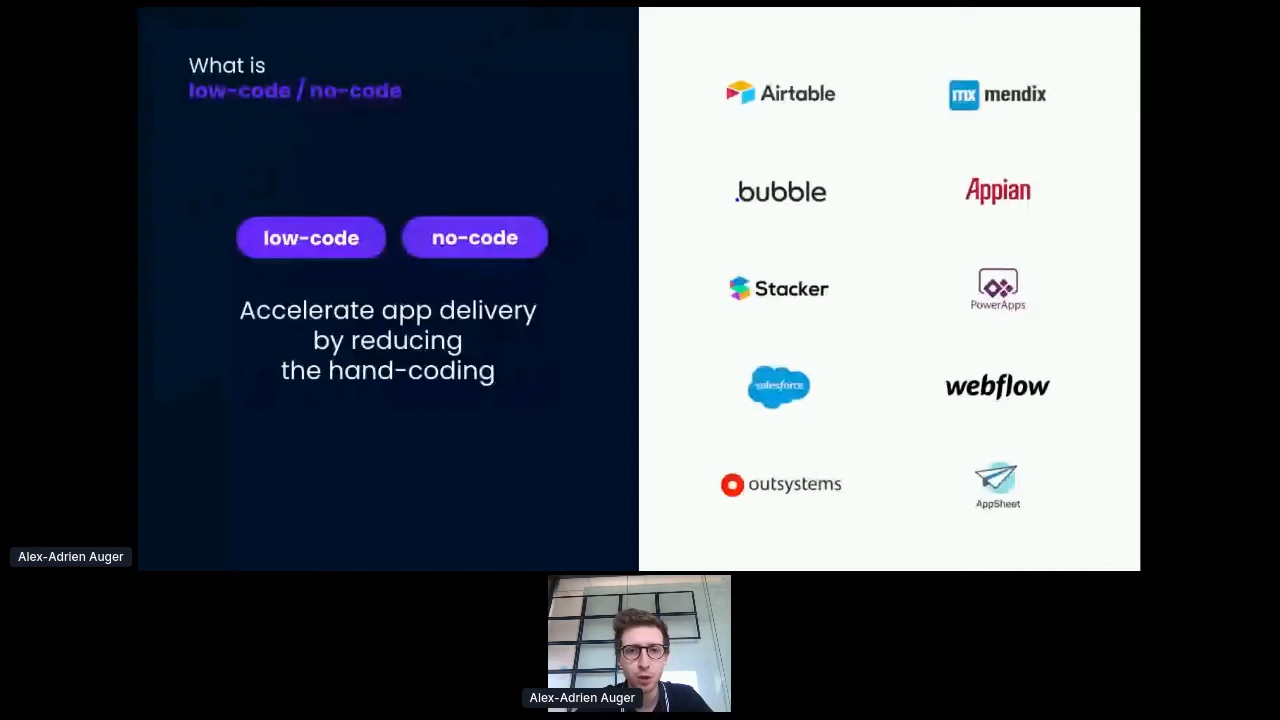 What is
low-code / no-code
low-code
no-code
Accelerate app delivery
by reducing
the hand-coding
Airtable
mx mendix
.bubble
Appian
Stacker
PowerApps
salesforce
webflow
outsystems
AppSheet
Alex-Adrien Auger
Alex-Adrien Auger